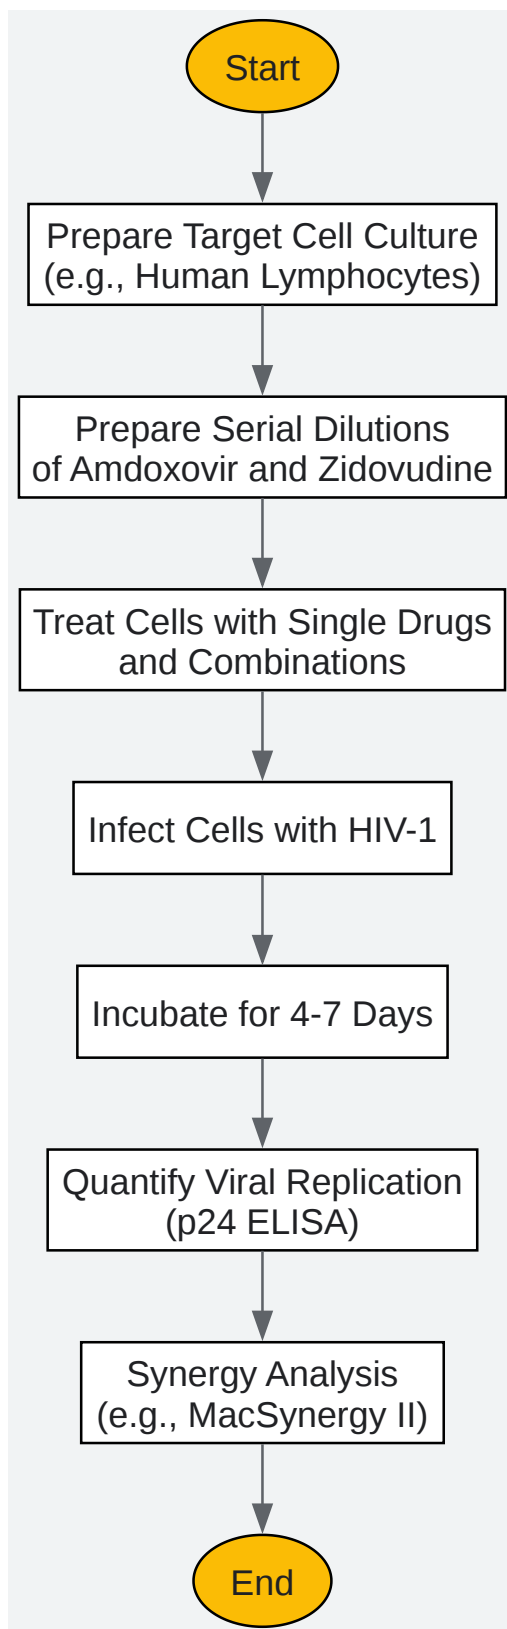 Start
Prepare Target Cell Culture
(e.g., Human Lymphocytes)
Prepare Serial Dilutions
of Amdoxovir and Zidovudine
Treat Cells with Single Drugs
and Combinations
Infect Cells with HIV-1
Incubate for 4-7 Days
Quantify Viral Replication
(p24 ELISA)
Synergy Analysis
(e.g., MacSynergy II)
End